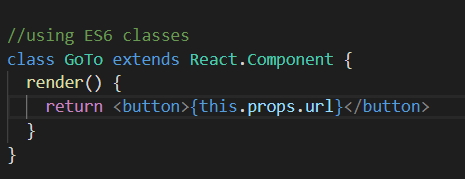 //using ES6 classes
class GoTo extends React.Component {
  render() {
    return <button>{this.props.url}</button>
  }
}